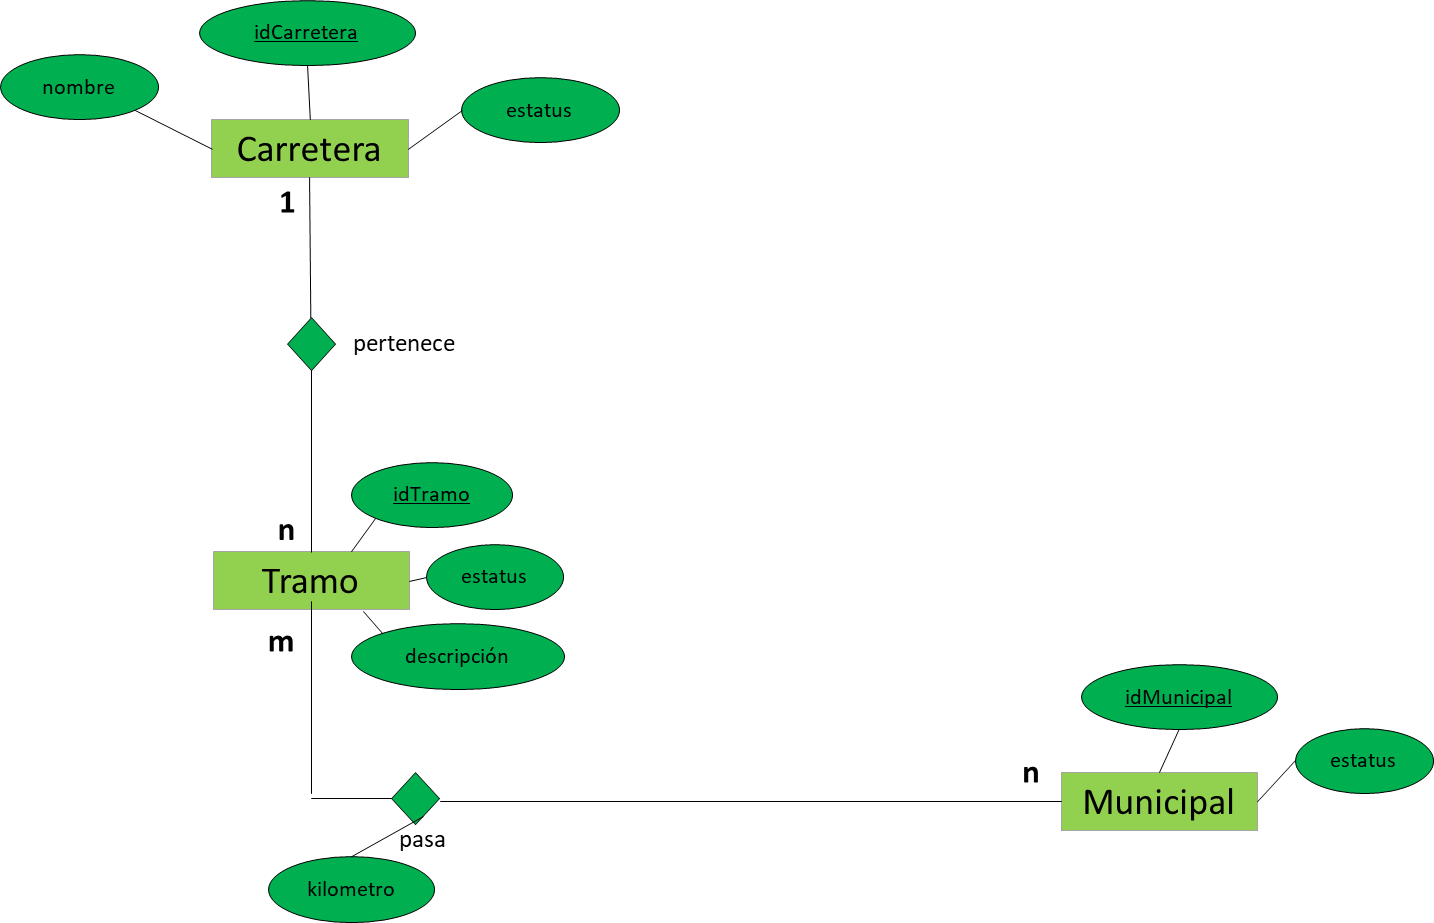 idCarretera
nombre
estatus
Carretera
1
pertenece
idTramo
n
estatus
Tramo
m
descripción
idMunicipal
estatus
n
Municipal
pasa
kilometro